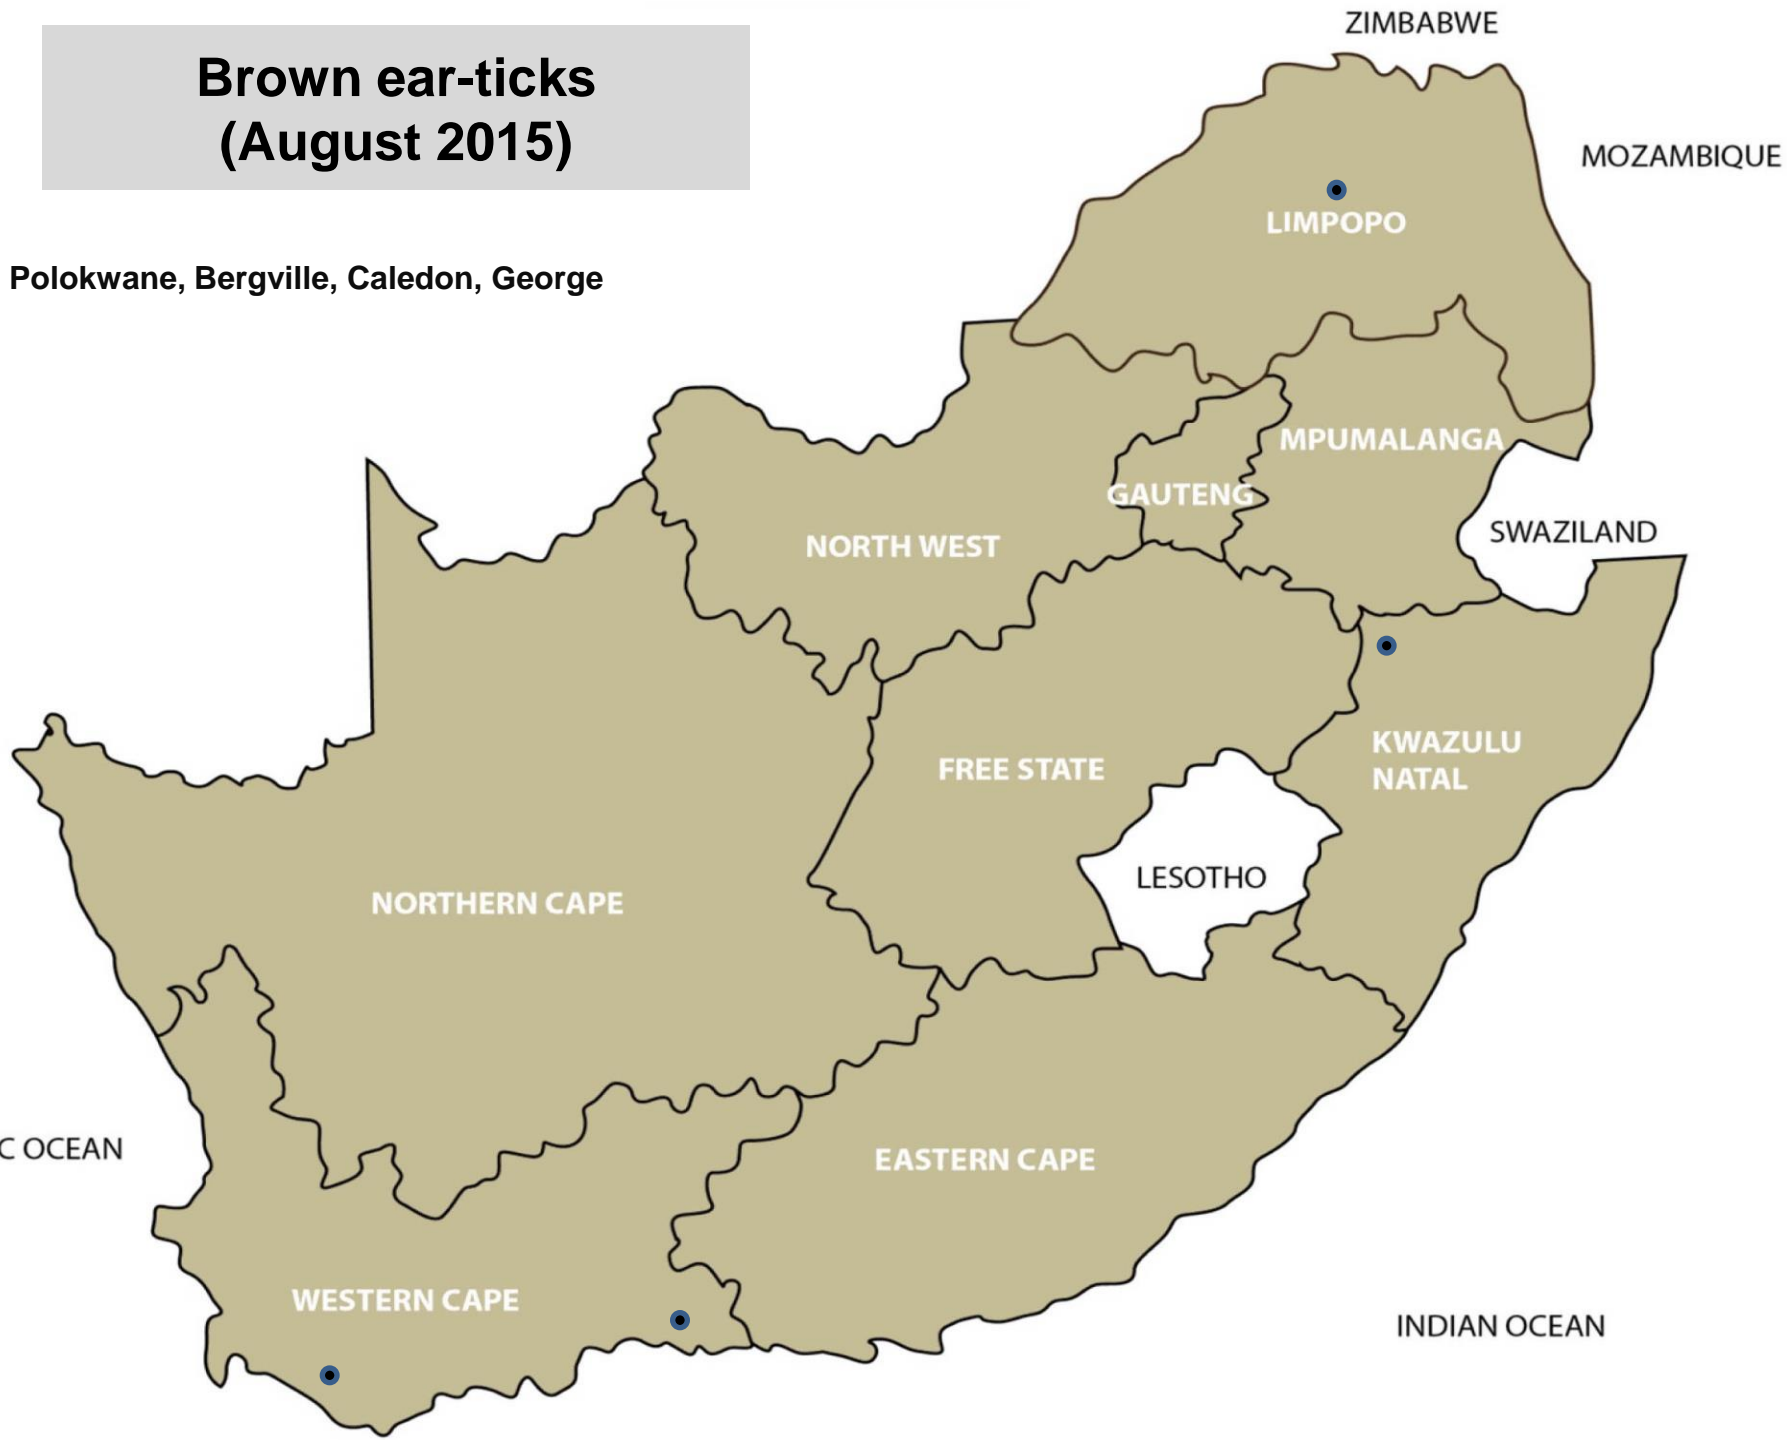 ZIMBABWE
Brown ear-ticks
(August 2015)
MOZAMBIQUE
LIMPOPO
Polokwane, Bergville, Caledon, George
MPUMALANGA
GAUTENG
SWAZILAND
NORTH WEST
KWAZULU
NATAL
FREE STATE
LESOTHO
NORTHERN CAPE
C OCEAN
EASTERN CAPE
WESTERN CAPE
INDIAN OCEAN